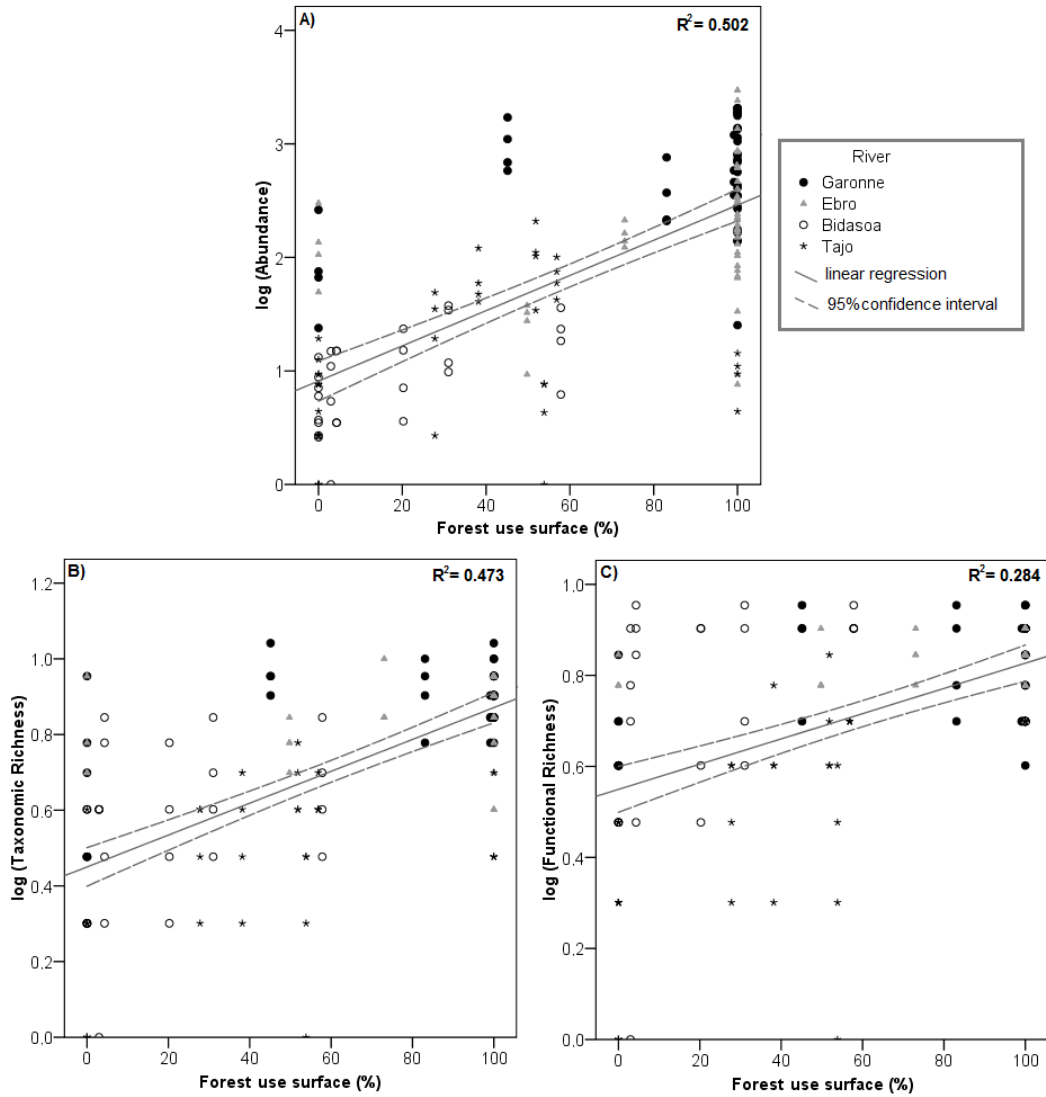 A)
R²= 0.502
4
3
2
1
0
log (Abundance)
0 20 40 60 80 100
Forest use surface (%)
River
Garonne
Ebro
Bidasoa
Tajo
linear regression
95%confidence interval
B)
R²= 0.473
1.2
1.0
0.8
0.6
0.4
0.2
0.0
log (Taxonomic Richness)
0 20 40 60 80 100
Forest use surface (%)
C)
R²= 0.284
1.0
0.8
0.6
0.4
0.2
0.0
log (Functional Richness)
0 20 40 60 80 100
Forest use surface (%)